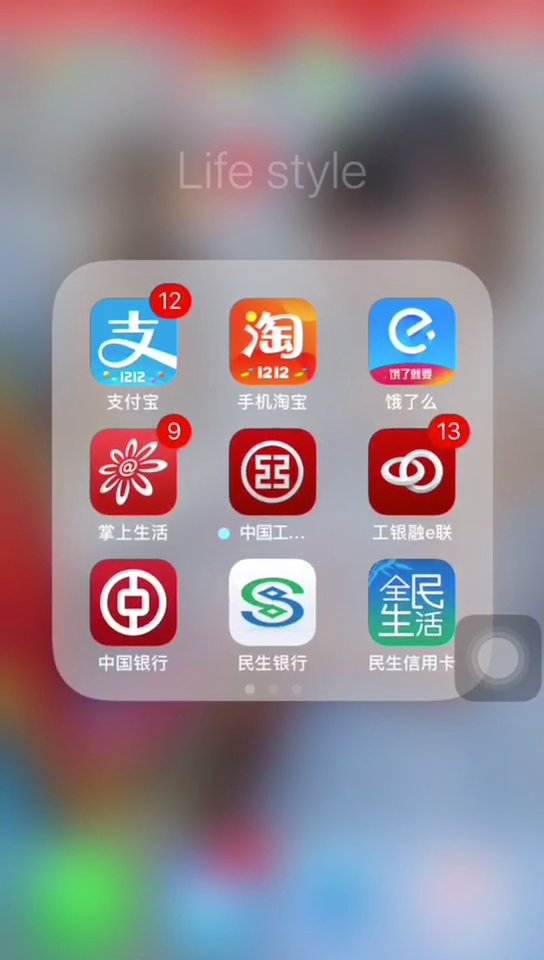 Life style
12
支
1212
支付宝
淘
1212
手机淘宝
饿了就要
饿了么
9
@
掌上生活
中国工...
13
工银融e联
中国银行
民生银行
全民
生活
民生信用卡